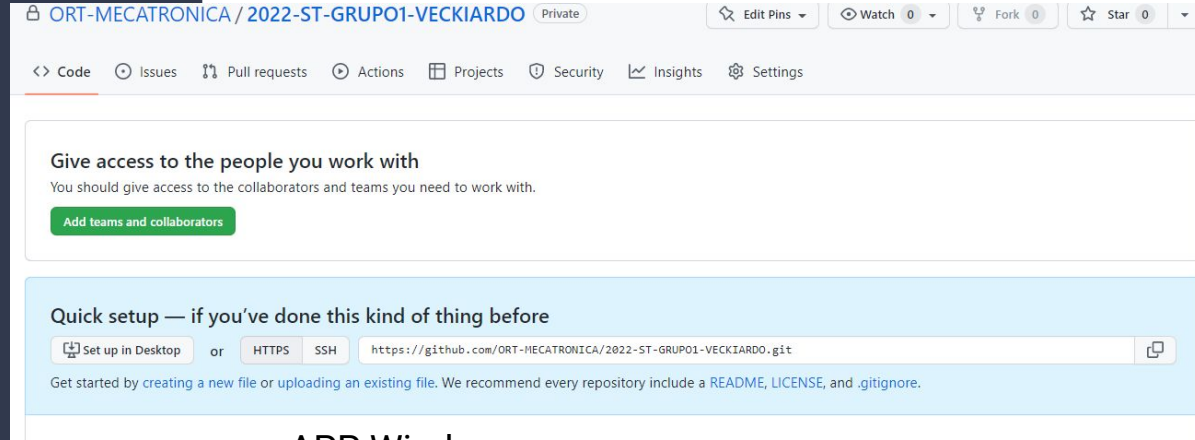 ORT-MECATRONICA / 2022-ST-GRUPO1-VECKIARDO Private Edit Pins Watch 0 Fork 0 Star 0
<> Code Issues Pull requests Actions Projects Security Insights Settings
Give access to the people you work with
You should give access to the collaborators and teams you need to work with.
Add teams and collaborators
Quick setup — if you’ve done this kind of thing before
Set up in Desktop or HTTPS SSH https://github.com/ORT-MECATRONICA/2022-ST-GRUPO1-VECKIARDO.git
Get started by creating a new file or uploading an existing file. We recommend every repository include a README, LICENSE, and .gitignore.